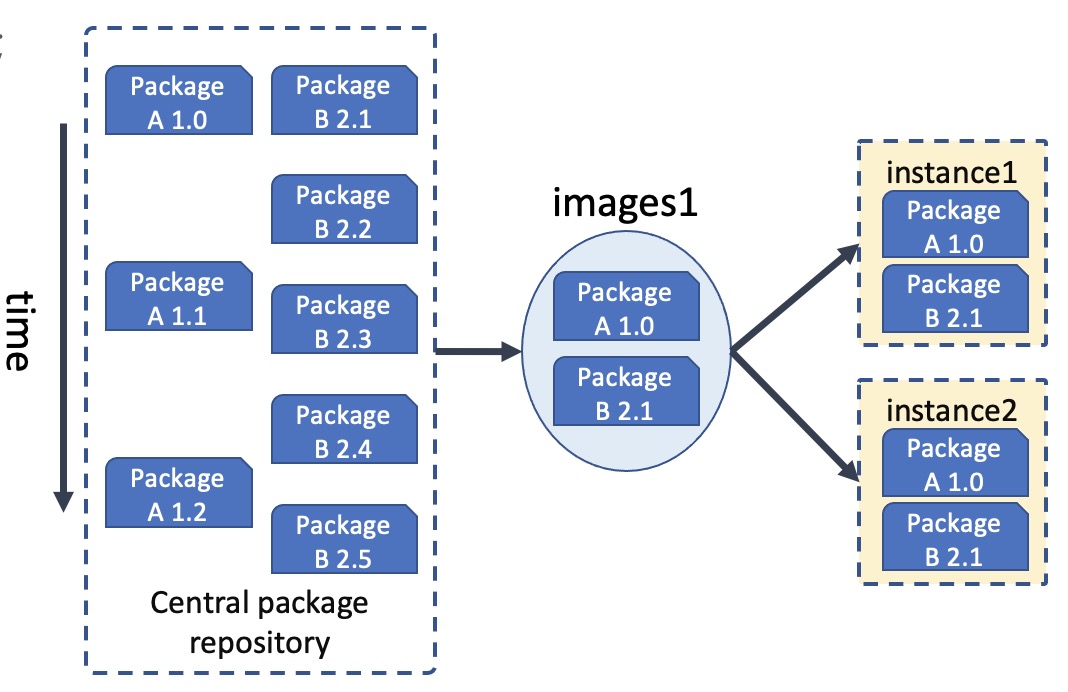 time
Package
A 1.0
Package
B 2.1
Package
B 2.2
Package
A 1.1
Package
B 2.3
Package
B 2.4
Package
A 1.2
Package
B 2.5
Central package
repository
images1
Package
A 1.0
Package
B 2.1
instance1
Package
A 1.0
Package
B 2.1
instance2
Package
A 1.0
Package
B 2.1